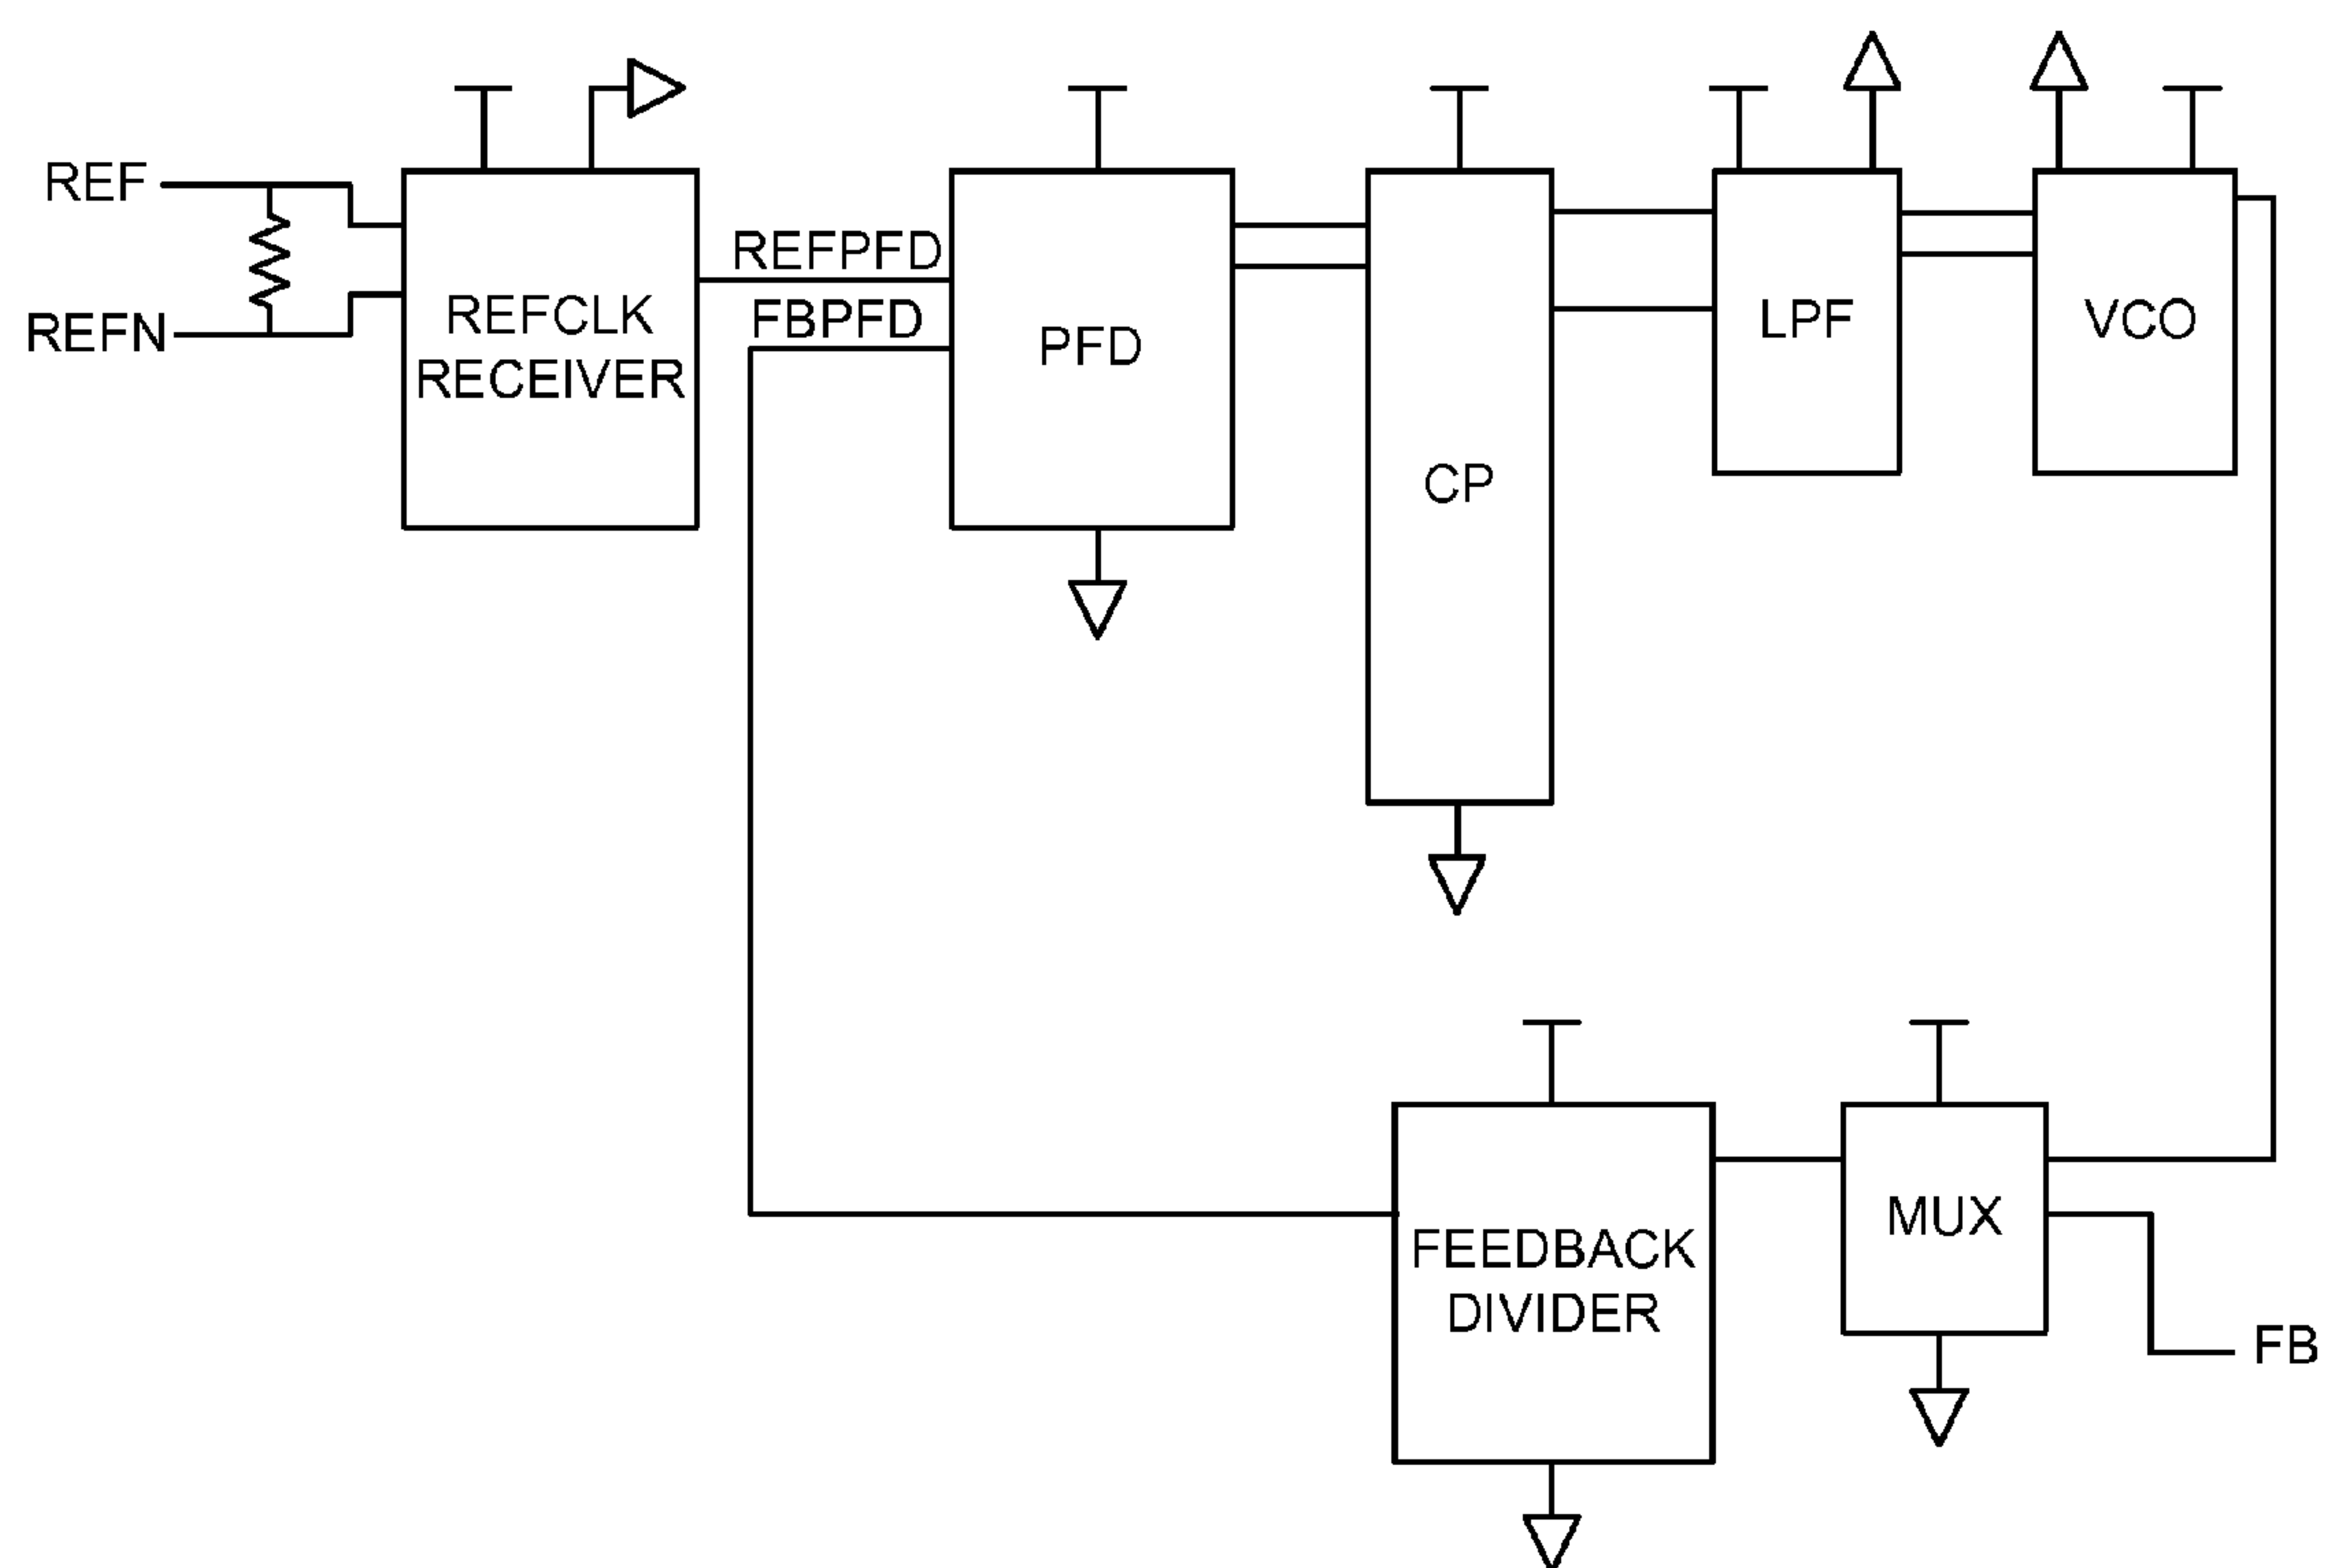 REF
REFN
REFCLK
RECEIVER
REFPFD
FBPFD
PFD
CP
LPF
VCO
FEEDBACK
DIVIDER
MUX
FB